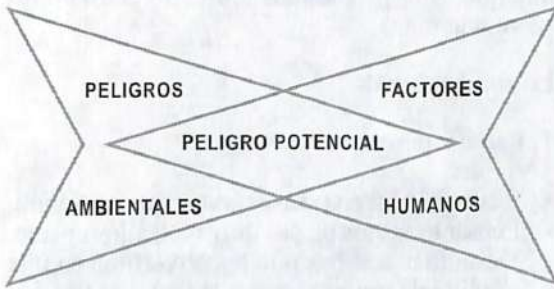 PELIGROS FACTORES
PELIGRO POTENCIAL
AMBIENTALES HUMANOS